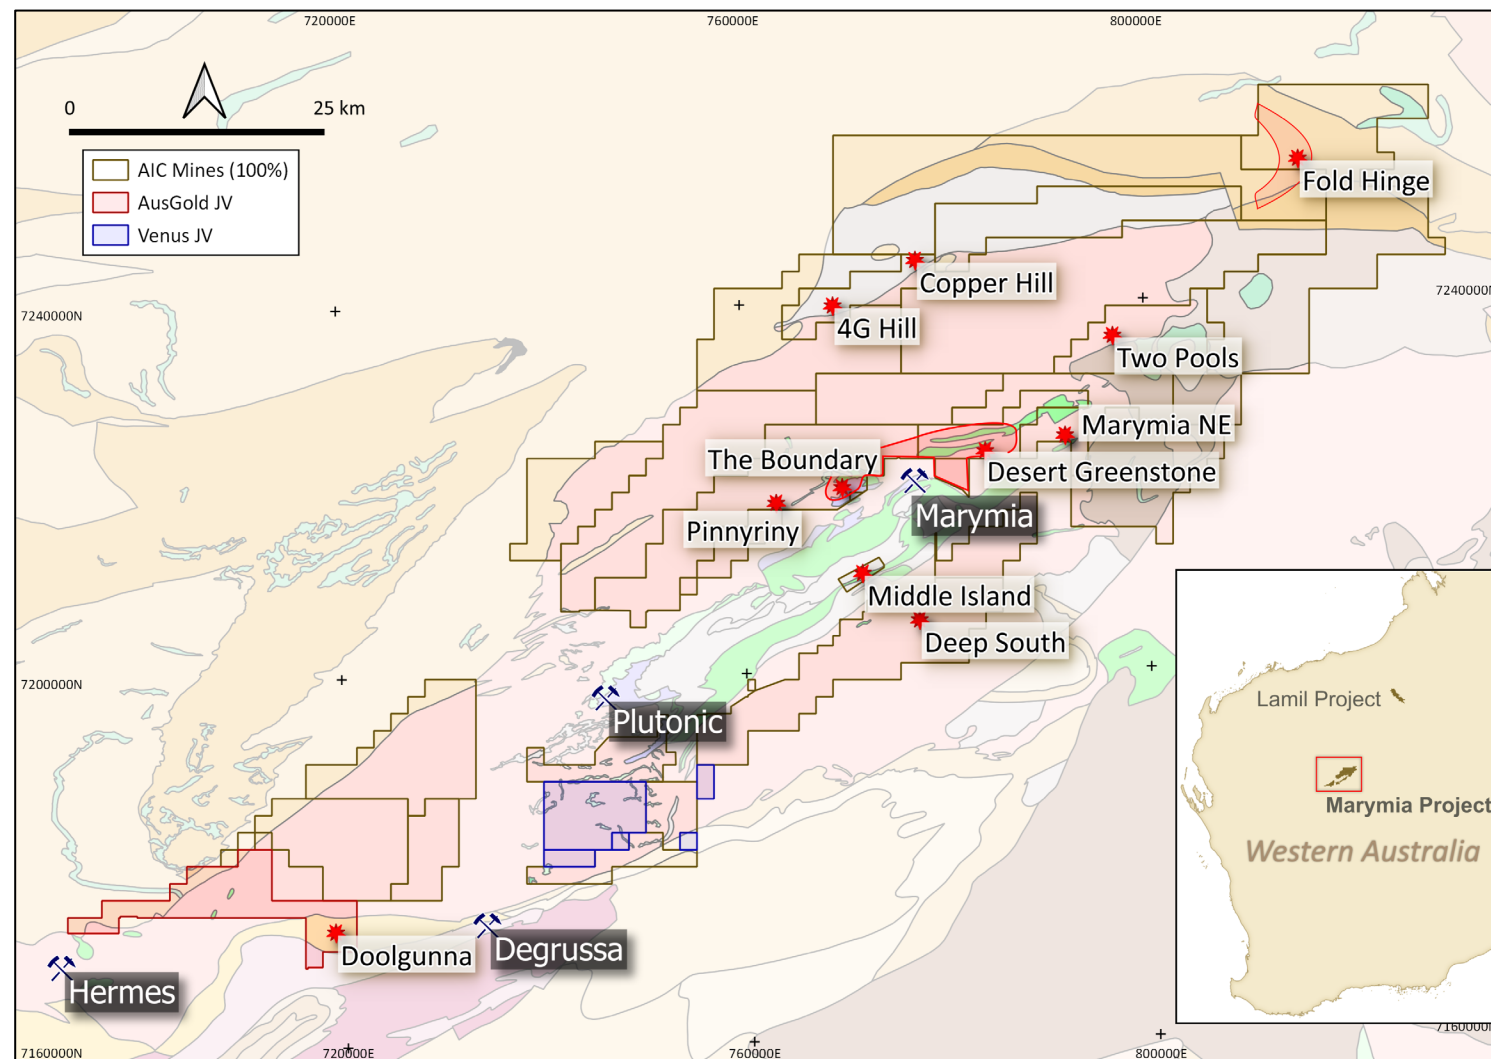 720000E
760000E
800000E
0
25 km
AIC Mines (100%)
AusGold JV
Venus JV
Fold Hinge
Copper Hill
7240000N
7240000N
4G Hill
Two Pools
Marymia NE
The Boundary
Desert Greenstone
Marymia
Pinnyriny
Middle Island
Deep South
7200000N
Lamil Project
Plutonic
Marymia Project
Western Australia
Doolgunna
Degrussa
Hermes
7160000N
720000E
760000E
800000E
7160000N